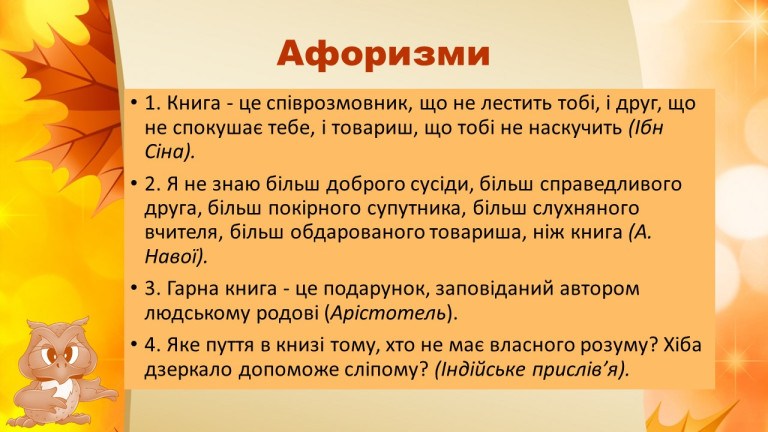 Афоризми
• 1. Книга - це співрозмовник, що не лестить тобі, і друг, що
не спокушає тебе, і товариш, що тобі не наскучить (Ібн
Сіна).
• 2. Я не знаю більш доброго сусіди, більш справедливого
друга, більш покірного супутника, більш слухняного
вчителя, більш обдарованого товариша, ніж книга (А.
Навої).
• 3. Гарна книга - це подарунок, заповіданий автором
людському родові (Арістотель).
• 4. Яке пуття в книзі тому, хто не має власного розуму? Хіба
дзеркало допоможе сліпому? (Індійське прислів’я).